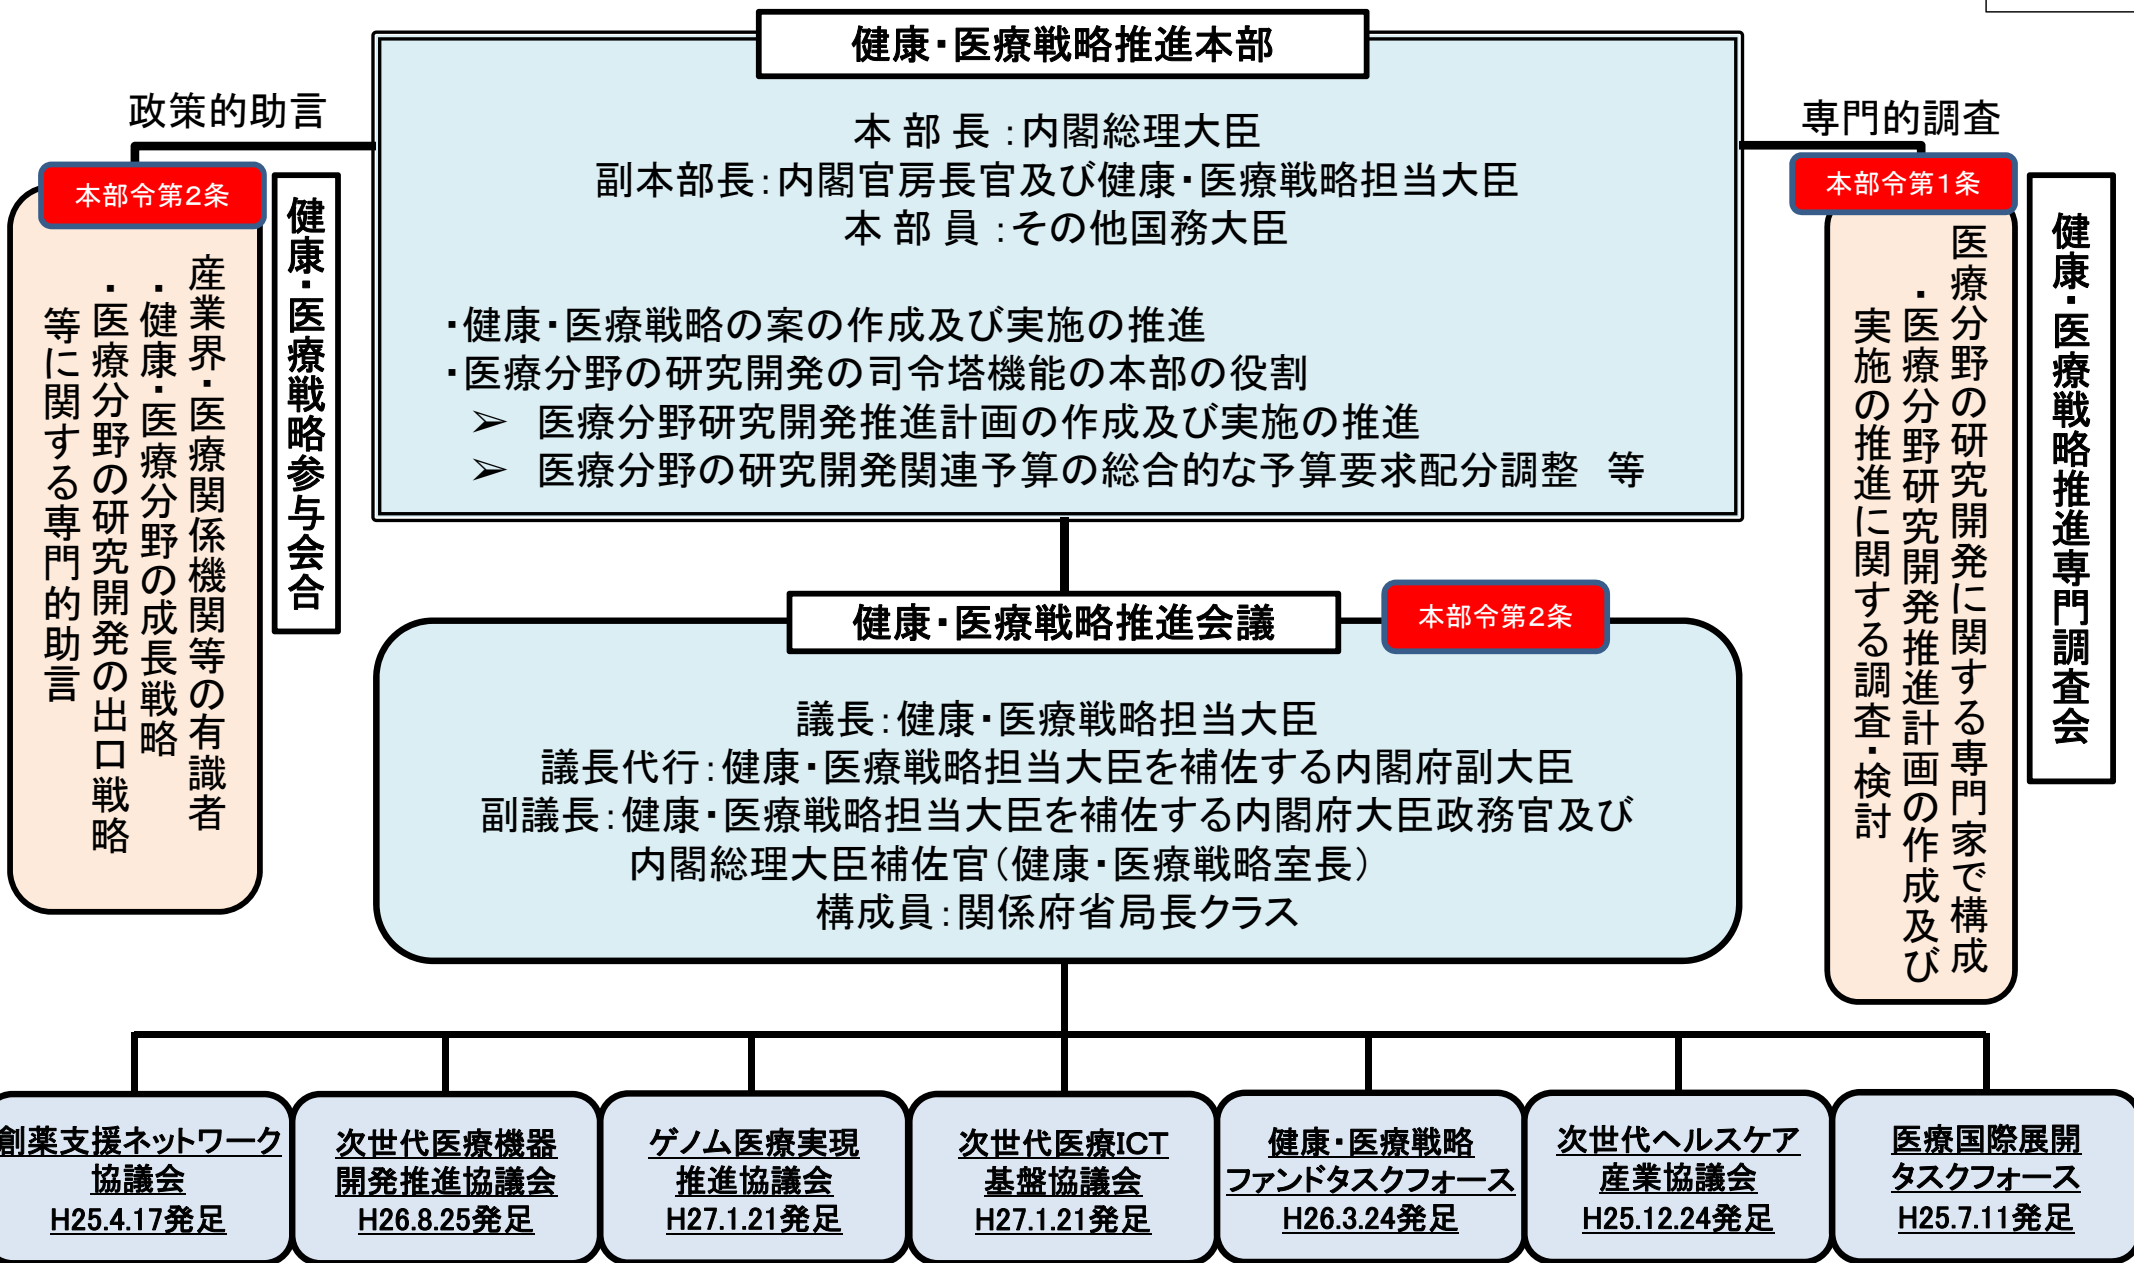 健康・医療戦略推進本部
本 部 長 ：内閣総理大臣
副本部長：内閣官房長官及び健康・医療戦略担当大臣
本 部 員 ：その他国務大臣
・健康・医療戦略の案の作成及び実施の推進
・医療分野の研究開発の司令塔機能の本部の役割
➢ 医療分野研究開発推進計画の作成及び実施の推進
➢ 医療分野の研究開発関連予算の総合的な予算要求配分調整　等
政策的助言
本部令第２条
健康・医療戦略参与会合
産業界・医療関係機関等の有識者
・健康・医療分野の成長戦略
・医療分野の研究開発の出口戦略
等に関する専門的助言
専門的調査
本部令第１条
健康・医療戦略推進専門調査会
医療分野の研究開発に関する専門家で構成
・医療分野研究開発推進計画の作成及び
実施の推進に関する調査・検討
健康・医療戦略推進会議
本部令第２条
議長：健康・医療戦略担当大臣
議長代行：健康・医療戦略担当大臣を補佐する内閣府副大臣
副議長：健康・医療戦略担当大臣を補佐する内閣府大臣政務官及び
内閣総理大臣補佐官（健康・医療戦略室長）
構成員：関係府省局長クラス
創薬支援ネットワーク
協議会
H25.4.17発足
次世代医療機器
開発推進協議会
H26.8.25発足
ゲノム医療実現
推進協議会
H27.1.21発足
次世代医療ICT
基盤協議会
H27.1.21発足
健康・医療戦略
ファンドタスクフォース
H26.3.24発足
次世代ヘルスケア
産業協議会
H25.12.24発足
医療国際展開
タスクフォース
H25.7.11発足